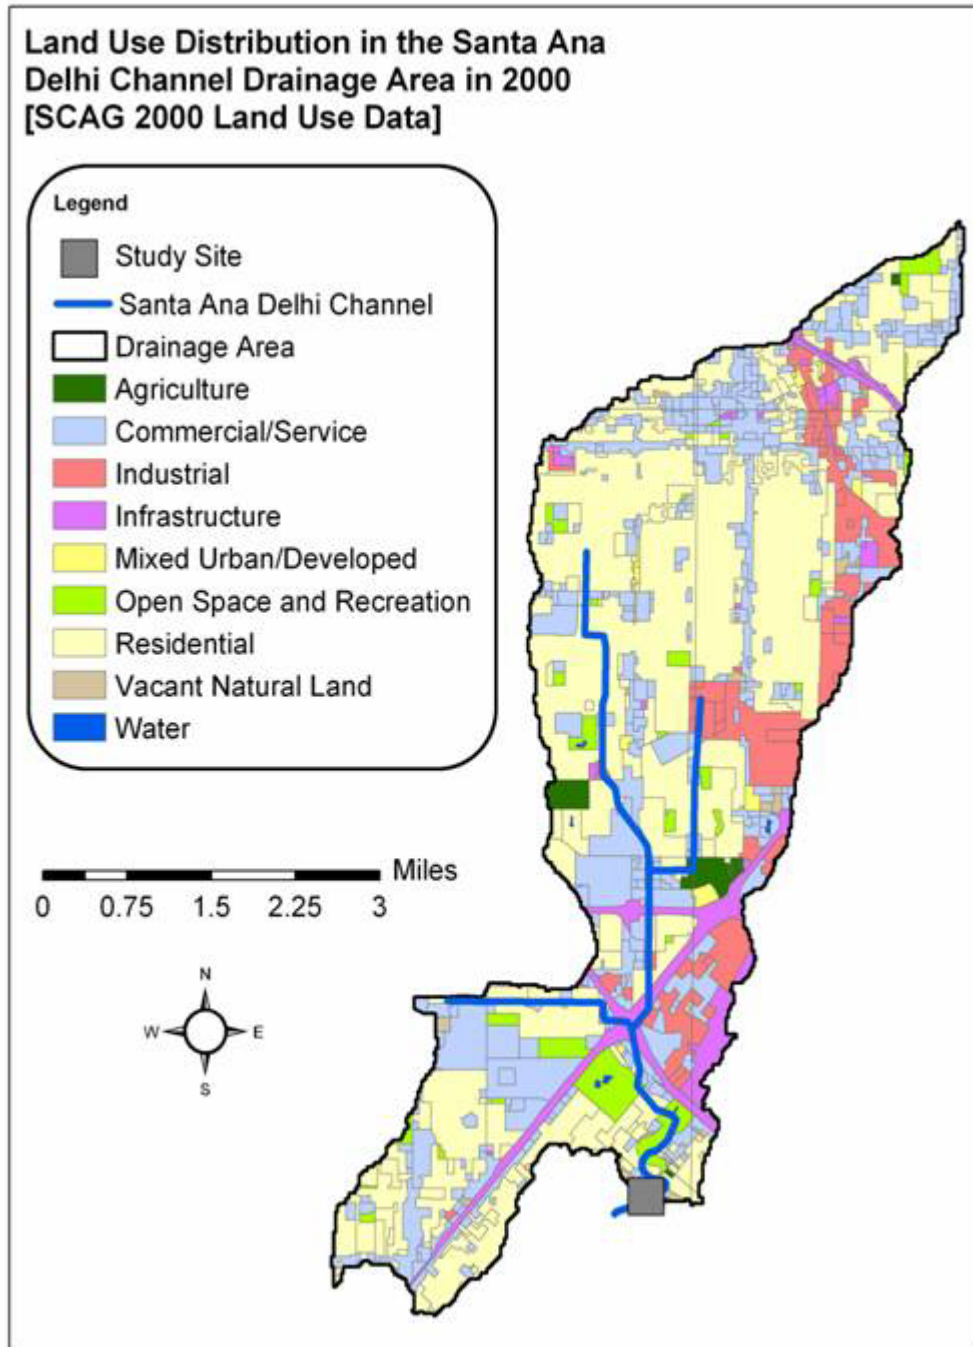 Land Use Distribution in the Santa Ana
Delhi Channel Drainage Area in 2000
[SCAG 2000 Land Use Data]
Legend
Study Site
Santa Ana Delhi Channel
Drainage Area
Agriculture
Commercial/Service
Industrial
Infrastructure
Mixed Urban/Developed
Open Space and Recreation
Residential
Vacant Natural Land
Water
Miles
0 0.75 1.5 2.25 3
N
W E
S